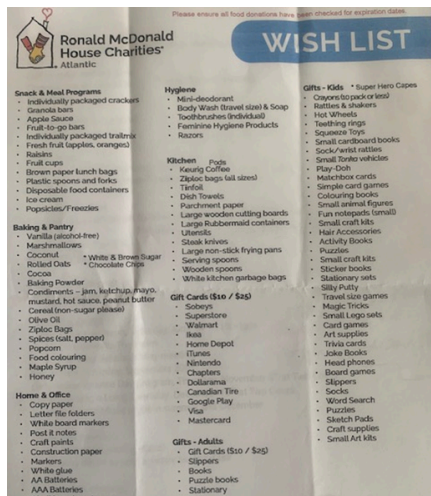 Please ensure all food donations have been checked for expiration dates.
Ronald McDonald
House Charities®
Atlantic
WISH LIST
Snack & Meal Programs
• Individually packaged crackers
• Granola bars
• Apple Sauce
• Fruit-to-go bars
• Individually packaged trailmix
• Fresh fruit (apples, oranges)
• Raisins
• Fruit cups
• Brown paper lunch bags
• Plastic spoons and forks
• Disposable food containers
• Ice cream
• Popsicles/Freezies
Baking & Pantry
• Vanilla (alcohol-free)
• Marshmallows
• Coconut * White & Brown Sugar
• Rolled Oats * Chocolate Chips
• Cocoa
• Baking Powder
• Condiments – jam, ketchup, mayo,
mustard, hot sauce, peanut butter
• Cereal (non-sugar please)
• Olive Oil
• Ziploc Bags
• Spices (salt, pepper)
• Popcorn
• Food colouring
• Maple Syrup
• Honey
Home & Office
• Copy paper
• Letter file folders
• White board markers
• Post it notes
• Craft paints
• Construction paper
• Markers
• White glue
• AA Batteries
• AAA Batteries
Hygiene
• Mini-deodorant
• Body Wash (travel size) & Soap
• Toothbrushes (individual)
• Feminine Hygiene Products
• Razors
Kitchen
• Keurig Coffee Pods
• Ziploc bags (all sizes)
• Tinfoil
• Dish Towels
• Parchment paper
• Large wooden cutting boards
• Large Rubbermaid containers
• Utensils
• Steak knives
• Large non-stick frying pans
• Serving spoons
• Wooden spoons
• White kitchen garbage bags
Gift Cards ($10 / $25)
• Sobeys
• Superstore
• Walmart
• Ikea
• Home Depot
• iTunes
• Nintendo
• Chapters
• Dollarama
• Canadian Tire
• Google Play
• Visa
• Mastercard
Gifts - Adults
• Gift Cards ($10 / $25)
• Slippers
• Books
• Puzzle books
• Stationary
Gifts - Kids * Super Hero Capes
• Crayons (10 pack or less)
• Rattles & shakers
• Hot Wheels
• Teething rings
• Squeeze Toys
• Small cardboard books
• Sock/wrist rattles
• Small Tonka vehicles
• Play-Doh
• Matchbox cards
• Simple card games
• Colouring books
• Small animal figures
• Fun notepads (small)
• Small craft kits
• Hair Accessories
• Activity Books
• Puzzles
• Small craft kits
• Sticker books
• Stationary sets
• Silly Putty
• Travel size games
• Magic Tricks
• Small Lego sets
• Card games
• Art supplies
• Trivia cards
• Joke Books
• Head phones
• Board games
• Slippers
• Socks
• Word Search
• Puzzles
• Sketch Pads
• Craft supplies
• Small Art kits